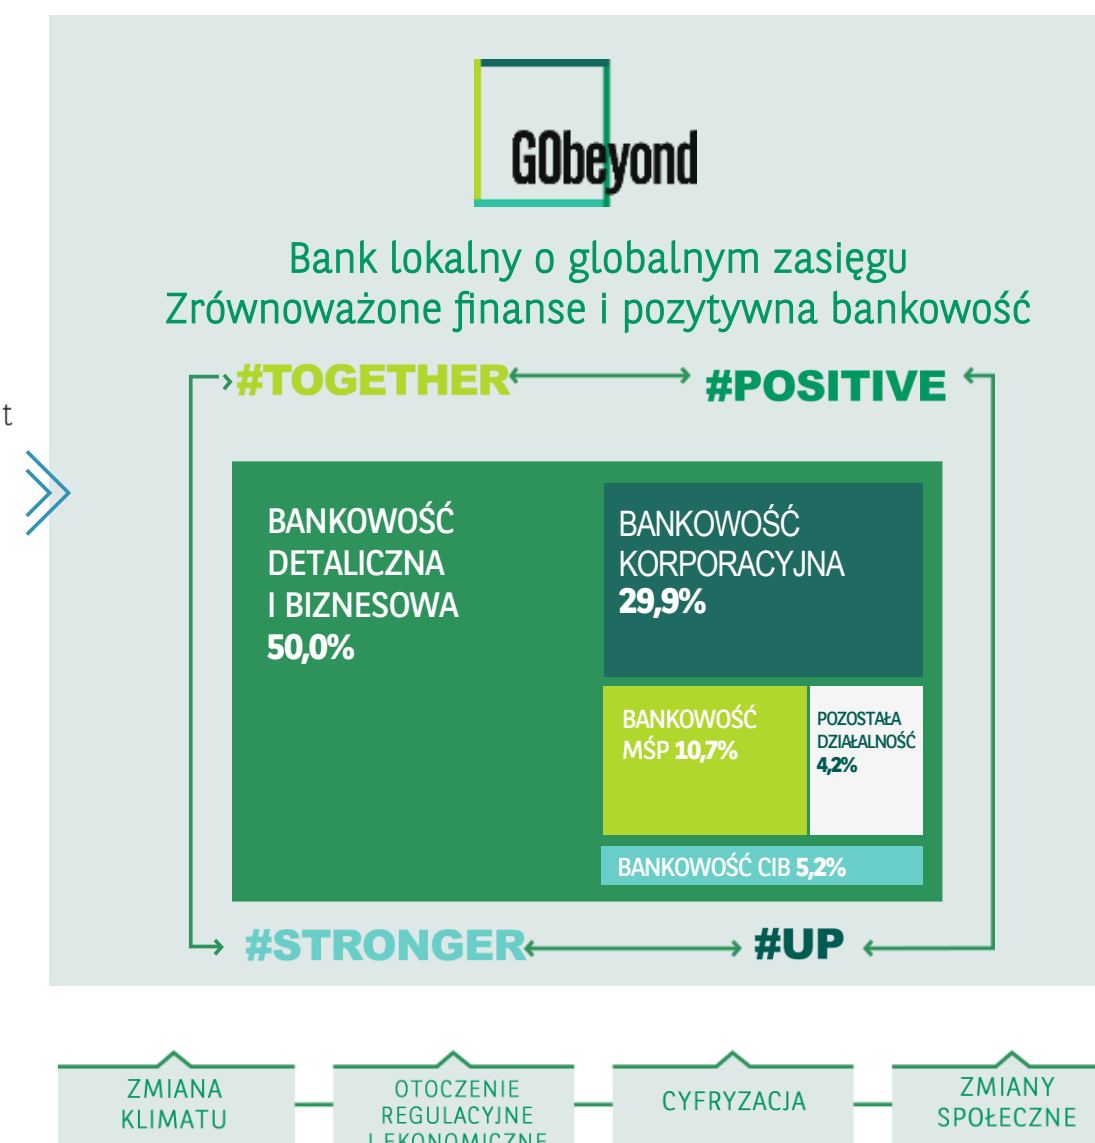 GObeyond
Bank lokalny o globalnym zasięgu
Zrównoważone finanse i pozytywna bankowość
#TOGETHER
#POSITIVE
t
BANKOWOŚĆ
DETALICZNA
I BIZNESOWA
50,0%
BANKOWOŚĆ
KORPORACYJNA
29,9%
BANKOWOŚĆ
MŚP 10,7%
POZOSTAŁA
DZIAŁALNOŚĆ
4,2%
BANKOWOŚĆ CIB 5,2%
#STRONGER
#UP
ZMIANA
KLIMATU
OTOCZENIE
REGULACYJNE
I EKONOMICZNE
CYFRYZACJA
ZMIANY
SPOŁECZNE